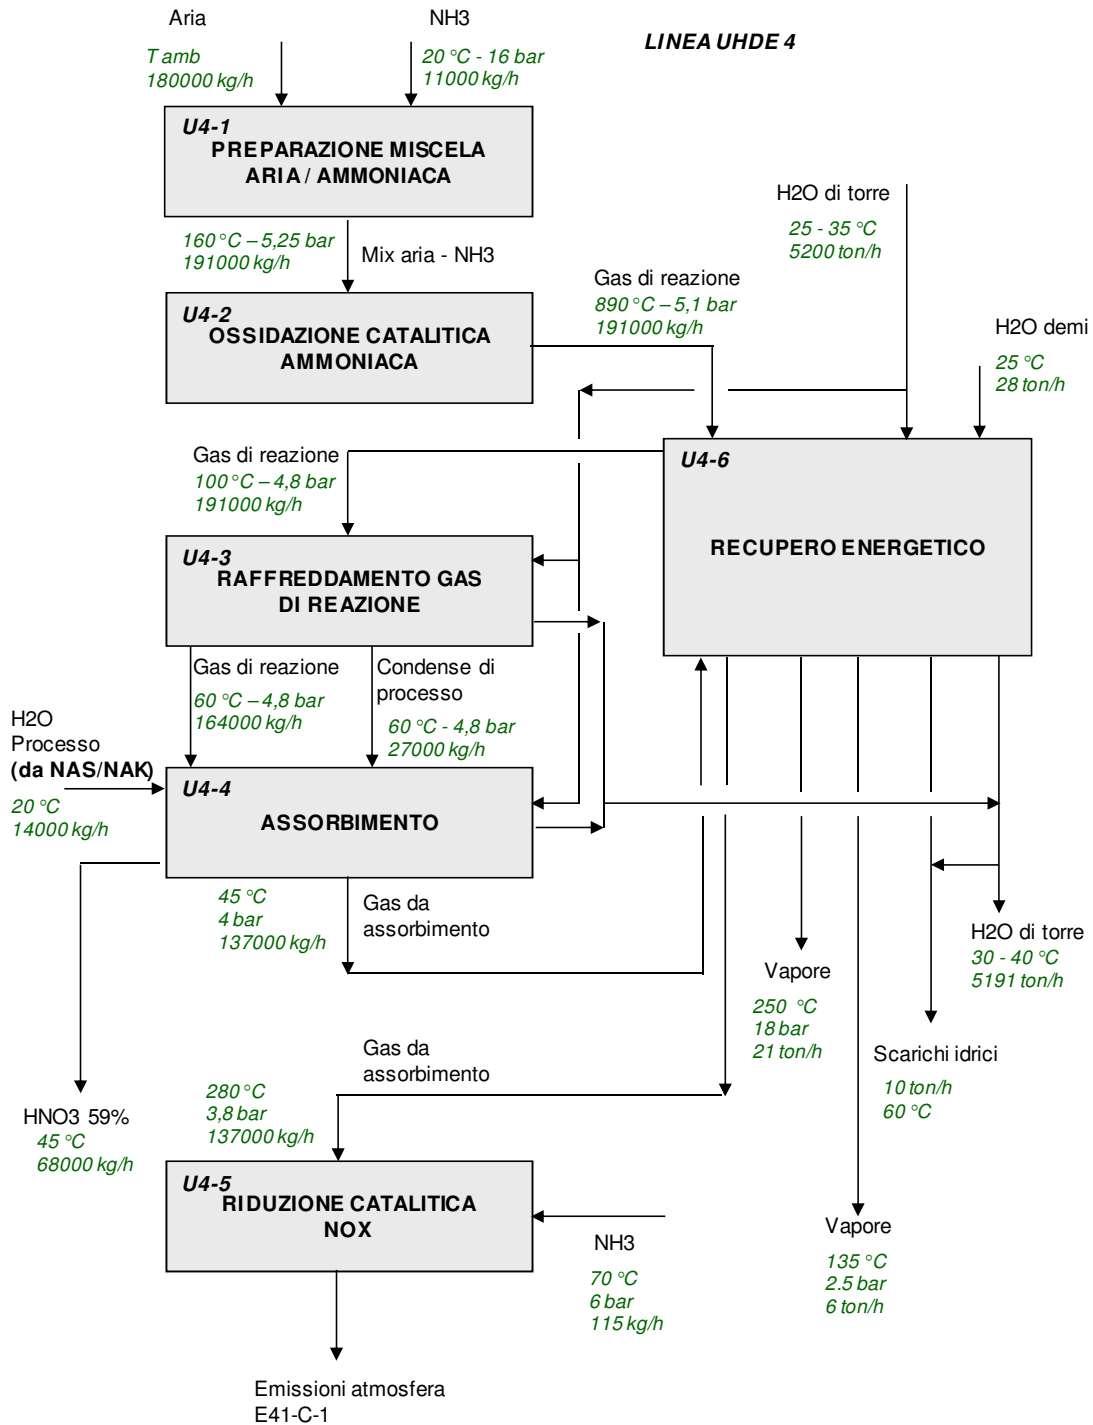 Aria
NH3
LINEA UHDE 4
T amb
180000 kg/h
20 °C - 16 bar
11000 kg/h
U4-1
PREPARAZIONE MISCELA
ARIA / AMMONIACA
H2O di torre
25 - 35 °C
5200 ton/h
160 °C – 5,25 bar
191000 kg/h
Mix aria - NH3
Gas di reazione
890 °C – 5,1 bar
191000 kg/h
U4-2
OSSIDAZIONE CATALITICA
AMMONIACA
H2O demi
25 °C
28 ton/h
Gas di reazione
100 °C – 4,8 bar
191000 kg/h
U4-6
RECUPERO ENERGETICO
U4-3
RAFFREDDAMENTO GAS
DI REAZIONE
Gas di reazione
60 °C – 4,8 bar
164000 kg/h
Condense di
processo
60 °C - 4,8 bar
27000 kg/h
H2O
Processo
(da NAS/NAK)
20 °C
14000 kg/h
U4-4
ASSORBIMENTO
45 °C
4 bar
137000 kg/h
Gas da
assorbimento
H2O di torre
30 - 40 °C
5191 ton/h
Vapore
250 °C
18 bar
21 ton/h
Scarichi idrici
10 ton/h
60 °C
Gas da
assorbimento
280 °C
3,8 bar
137000 kg/h
HNO3 59%
45 °C
68000 kg/h
U4-5
RIDUZIONE CATALITICA
NOX
NH3
70 °C
6 bar
115 kg/h
Vapore
135 °C
2.5 bar
6 ton/h
Emissioni atmosfera
E41-C-1